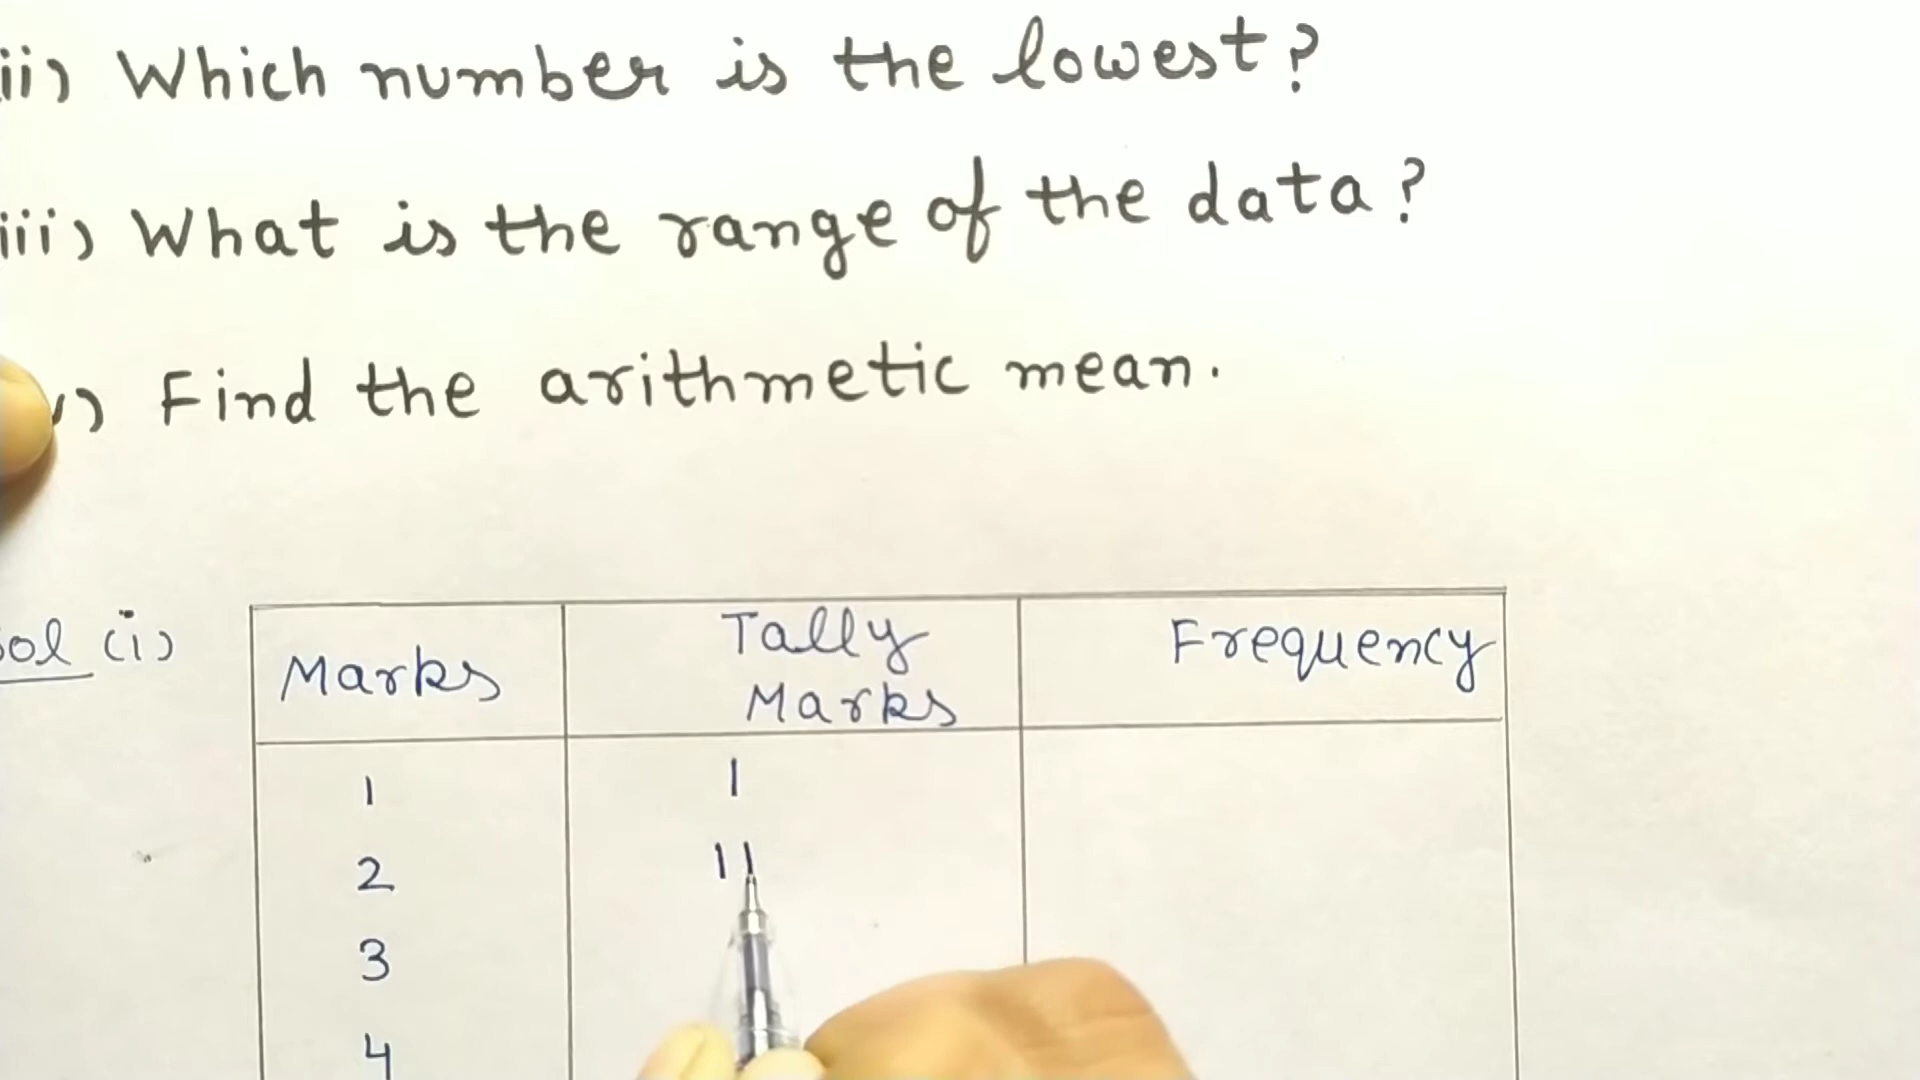 ii) Which number is the lowest?
iii) What is the range of the data?
) Find the arithmetic mean.
Sol (i)
Marks Tally Marks Frequency
1 |
2 ||
3
4